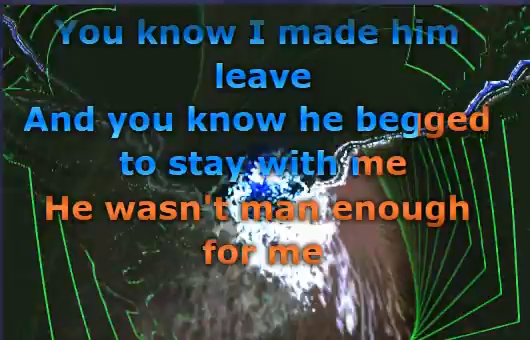 You know I made him
leave
And you know he begged
to stay with me
He wasn't man enough
for me